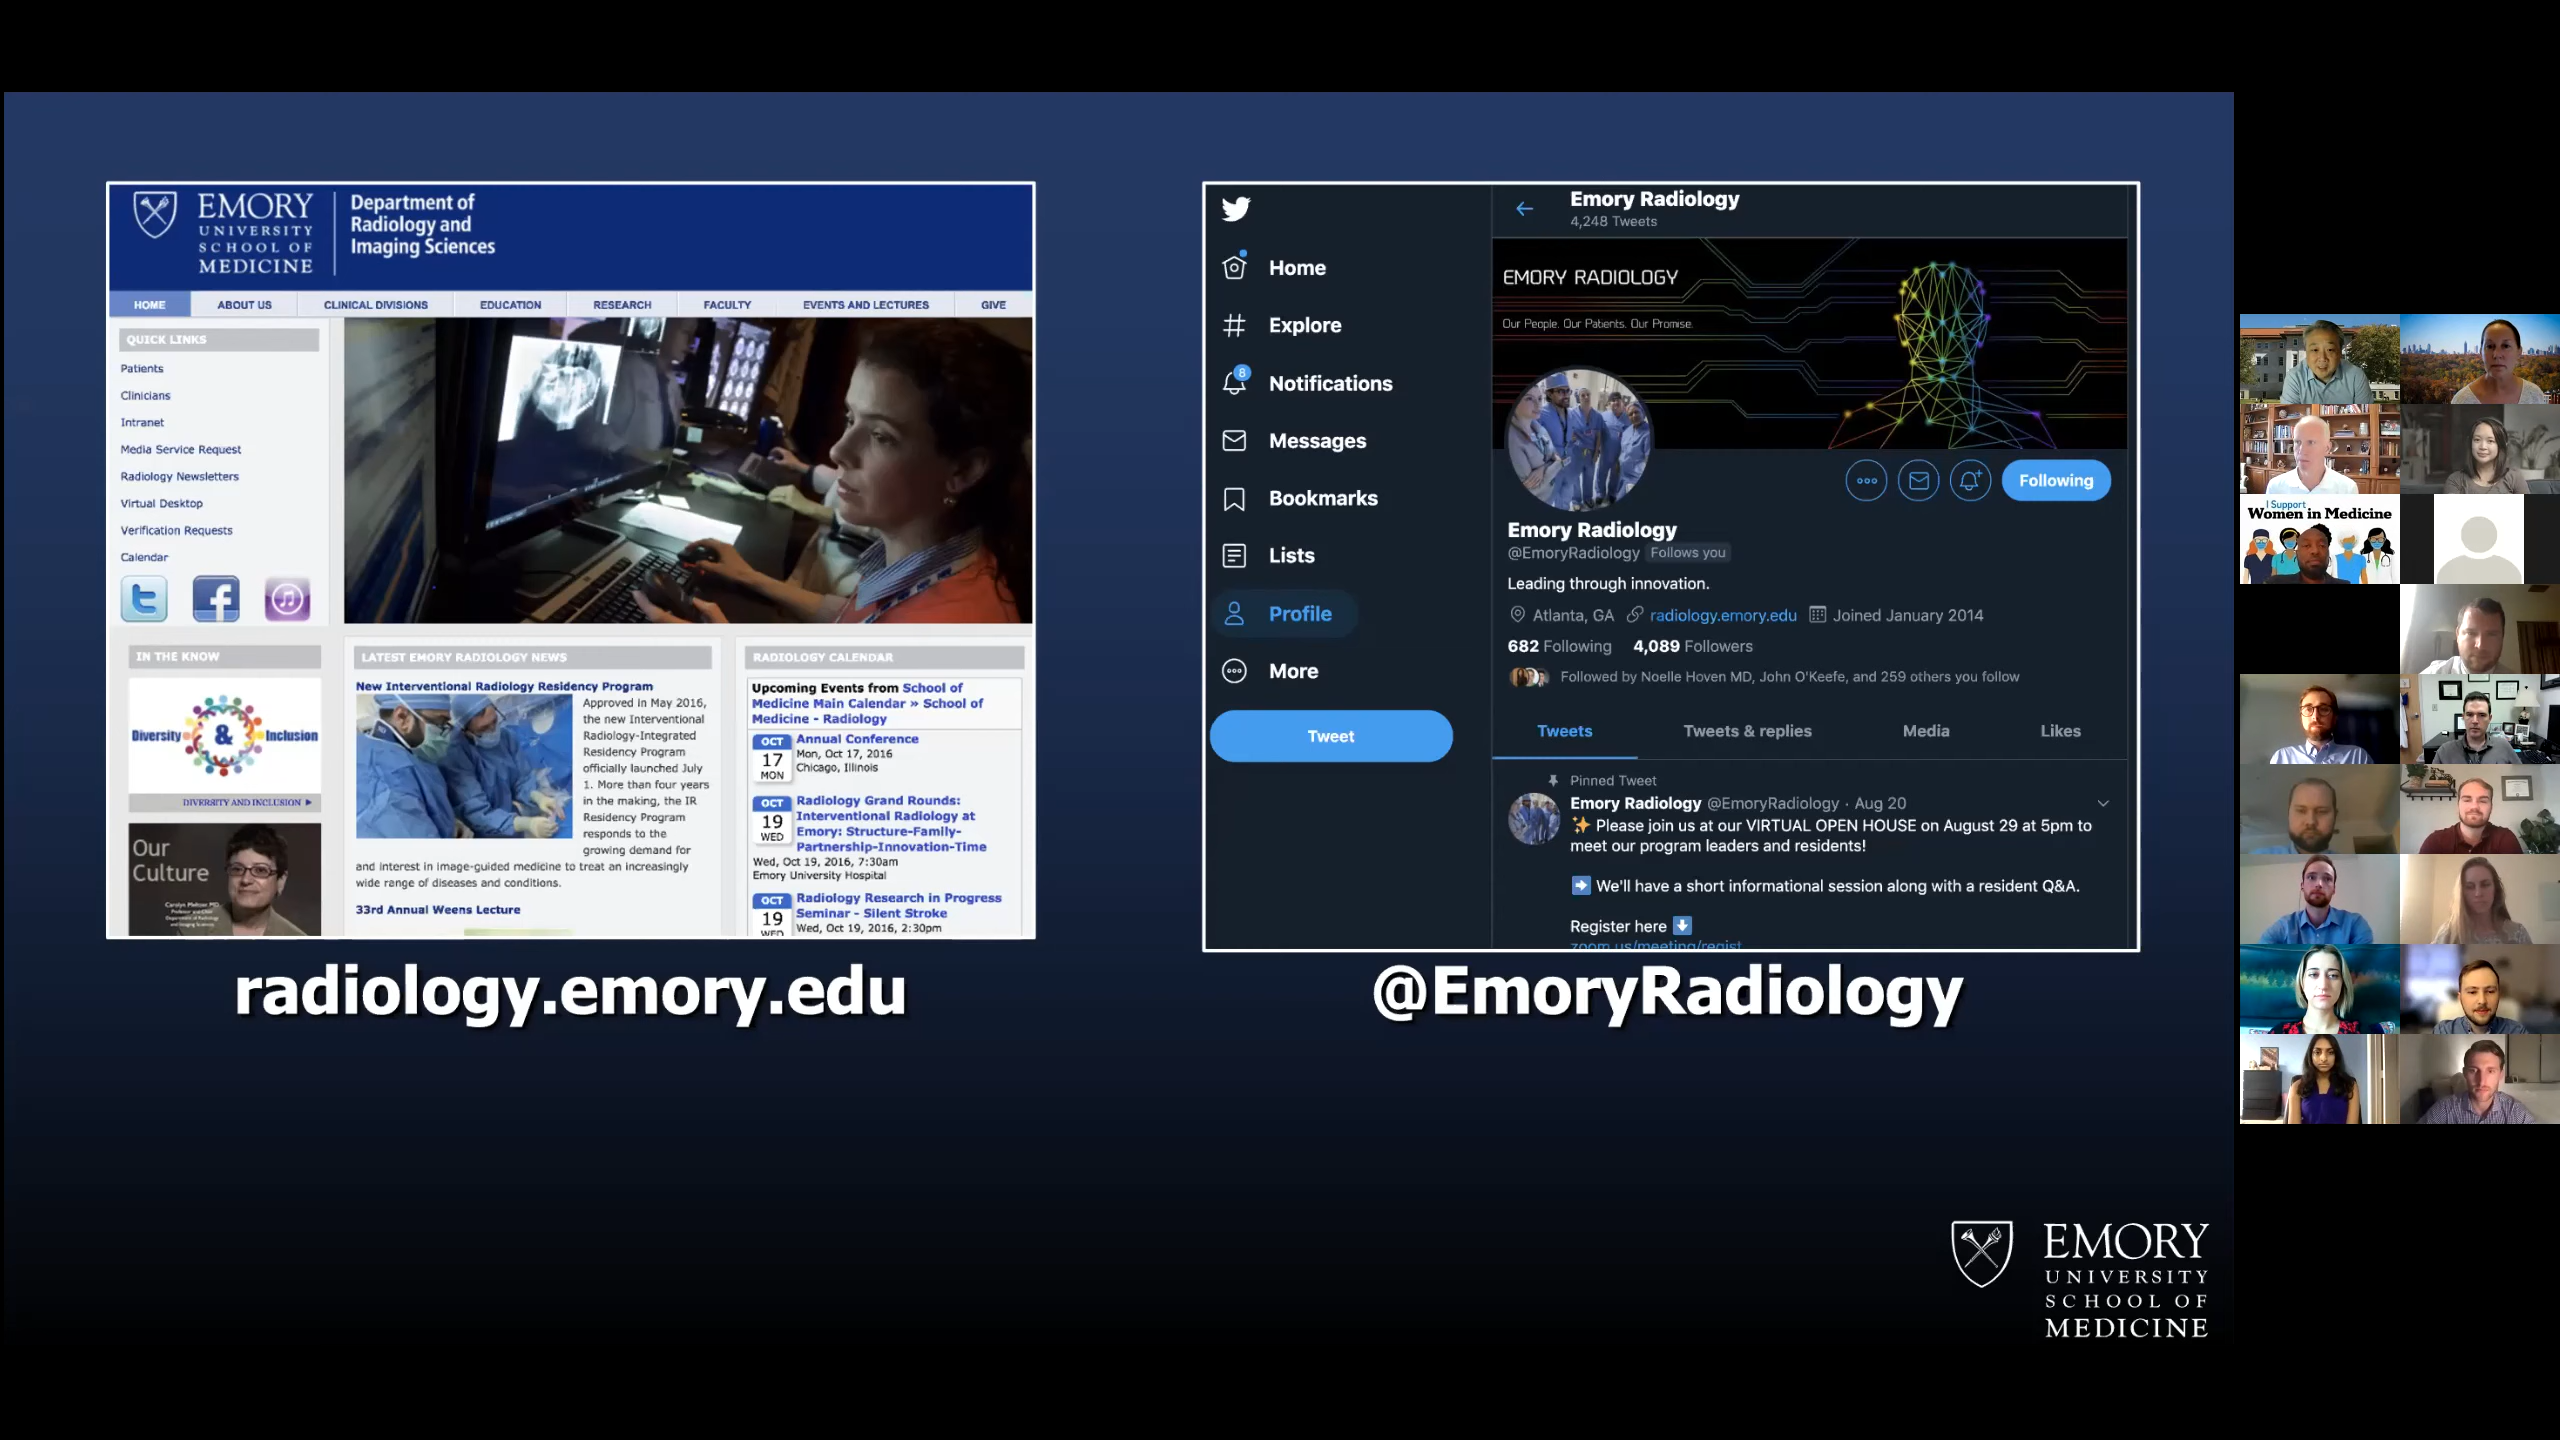 EMORY
UNIVERSITY
SCHOOL OF
MEDICINE
Department of
Radiology and
Imaging Sciences
HOME
ABOUT US
CLINICAL DIVISIONS
EDUCATION
RESEARCH
FACULTY
EVENTS AND LECTURES
GIVE
QUICK LINKS
Patients
Clinicians
Intranet
Media Service Request
Radiology Newsletters
Virtual Desktop
Verification Requests
Calendar
IN THE KNOW
Diversity & Inclusion
DIVERSITY AND INCLUSION
Our
Culture
Carolyn Meltzer MD
LATEST EMORY RADIOLOGY NEWS
New Interventional Radiology Residency Program
Approved in May 2016,
the new Interventional
Radiology-Integrated
Residency Program
officially launched July
1. More than four years
in the making, the IR
Residency Program
responds to the
growing demand for
and interest in image-guided medicine to treat an increasingly
wide range of diseases and conditions.
33rd Annual Weens Lecture
RADIOLOGY CALENDAR
Upcoming Events from School of
Medicine Main Calendar » School of
Medicine - Radiology
OCT
17
MON
Annual Conference
Mon, Oct 17, 2016
Chicago, Illinois
OCT
19
WED
Radiology Grand Rounds:
Interventional Radiology at
Emory: Structure-Family-
Partnership-Innovation-Time
Wed, Oct 19, 2016, 7:30am
Emory University Hospital
OCT
19
WED
Radiology Research in Progress
Seminar - Silent Stroke
Wed, Oct 19, 2016, 2:30pm
radiology.emory.edu
Home
Explore
8
Notifications
Messages
Bookmarks
Lists
Profile
More
Tweet
Emory Radiology
4,248 Tweets
EMORY RADIOLOGY
Our People. Our Patients. Our Promise.
Following
Emory Radiology
@EmoryRadiology Follows you
Leading through innovation.
Atlanta, GA radiology.emory.edu Joined January 2014
682 Following 4,089 Followers
Followed by Noelle Hoven MD, John O'Keefe, and 259 others you follow
Tweets
Tweets & replies
Media
Likes
Pinned Tweet
Emory Radiology @EmoryRadiology · Aug 20
✨ Please join us at our VIRTUAL OPEN HOUSE on August 29 at 5pm to
meet our program leaders and residents!
➡️ We'll have a short informational session along with a resident Q&A.
Register here ⬇️
zoom.us/meeting/regist
@EmoryRadiology
I Support
Women in Medicine
EMORY
UNIVERSITY
SCHOOL OF
MEDICINE